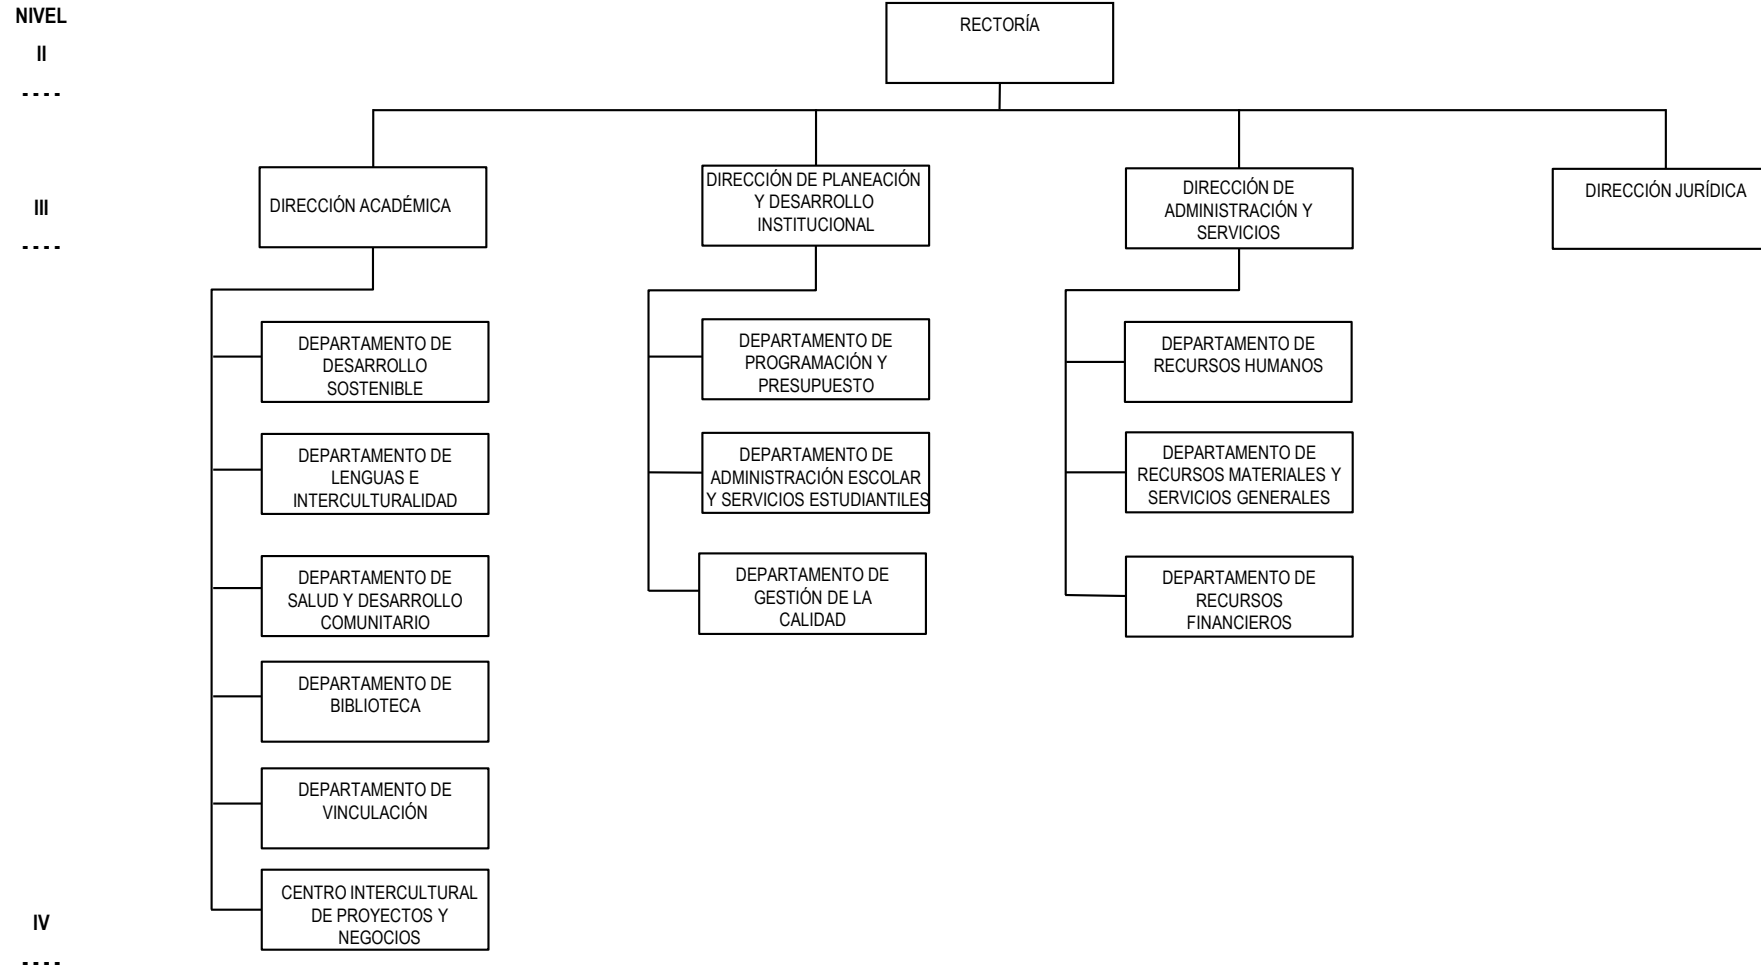 NIVEL
II
- - - -
RECTORÍA
III
- - - -
DIRECCIÓN ACADÉMICA
DIRECCIÓN DE PLANEACIÓN
Y DESARROLLO
INSTITUCIONAL
DIRECCIÓN DE
ADMINISTRACIÓN Y
SERVICIOS
DIRECCIÓN JURÍDICA
DEPARTAMENTO DE
DESARROLLO
SOSTENIBLE
DEPARTAMENTO DE
LENGUAS E
INTERCULTURALIDAD
DEPARTAMENTO DE
SALUD Y DESARROLLO
COMUNITARIO
DEPARTAMENTO DE
BIBLIOTECA
DEPARTAMENTO DE
VINCULACIÓN
CENTRO INTERCULTURAL
DE PROYECTOS Y
NEGOCIOS
DEPARTAMENTO DE
PROGRAMACIÓN Y
PRESUPUESTO
DEPARTAMENTO DE
ADMINISTRACIÓN ESCOLAR
Y SERVICIOS ESTUDIANTILES
DEPARTAMENTO DE
GESTIÓN DE LA
CALIDAD
DEPARTAMENTO DE
RECURSOS HUMANOS
DEPARTAMENTO DE
RECURSOS MATERIALES Y
SERVICIOS GENERALES
DEPARTAMENTO DE
RECURSOS
FINANCIEROS
IV
- - - -